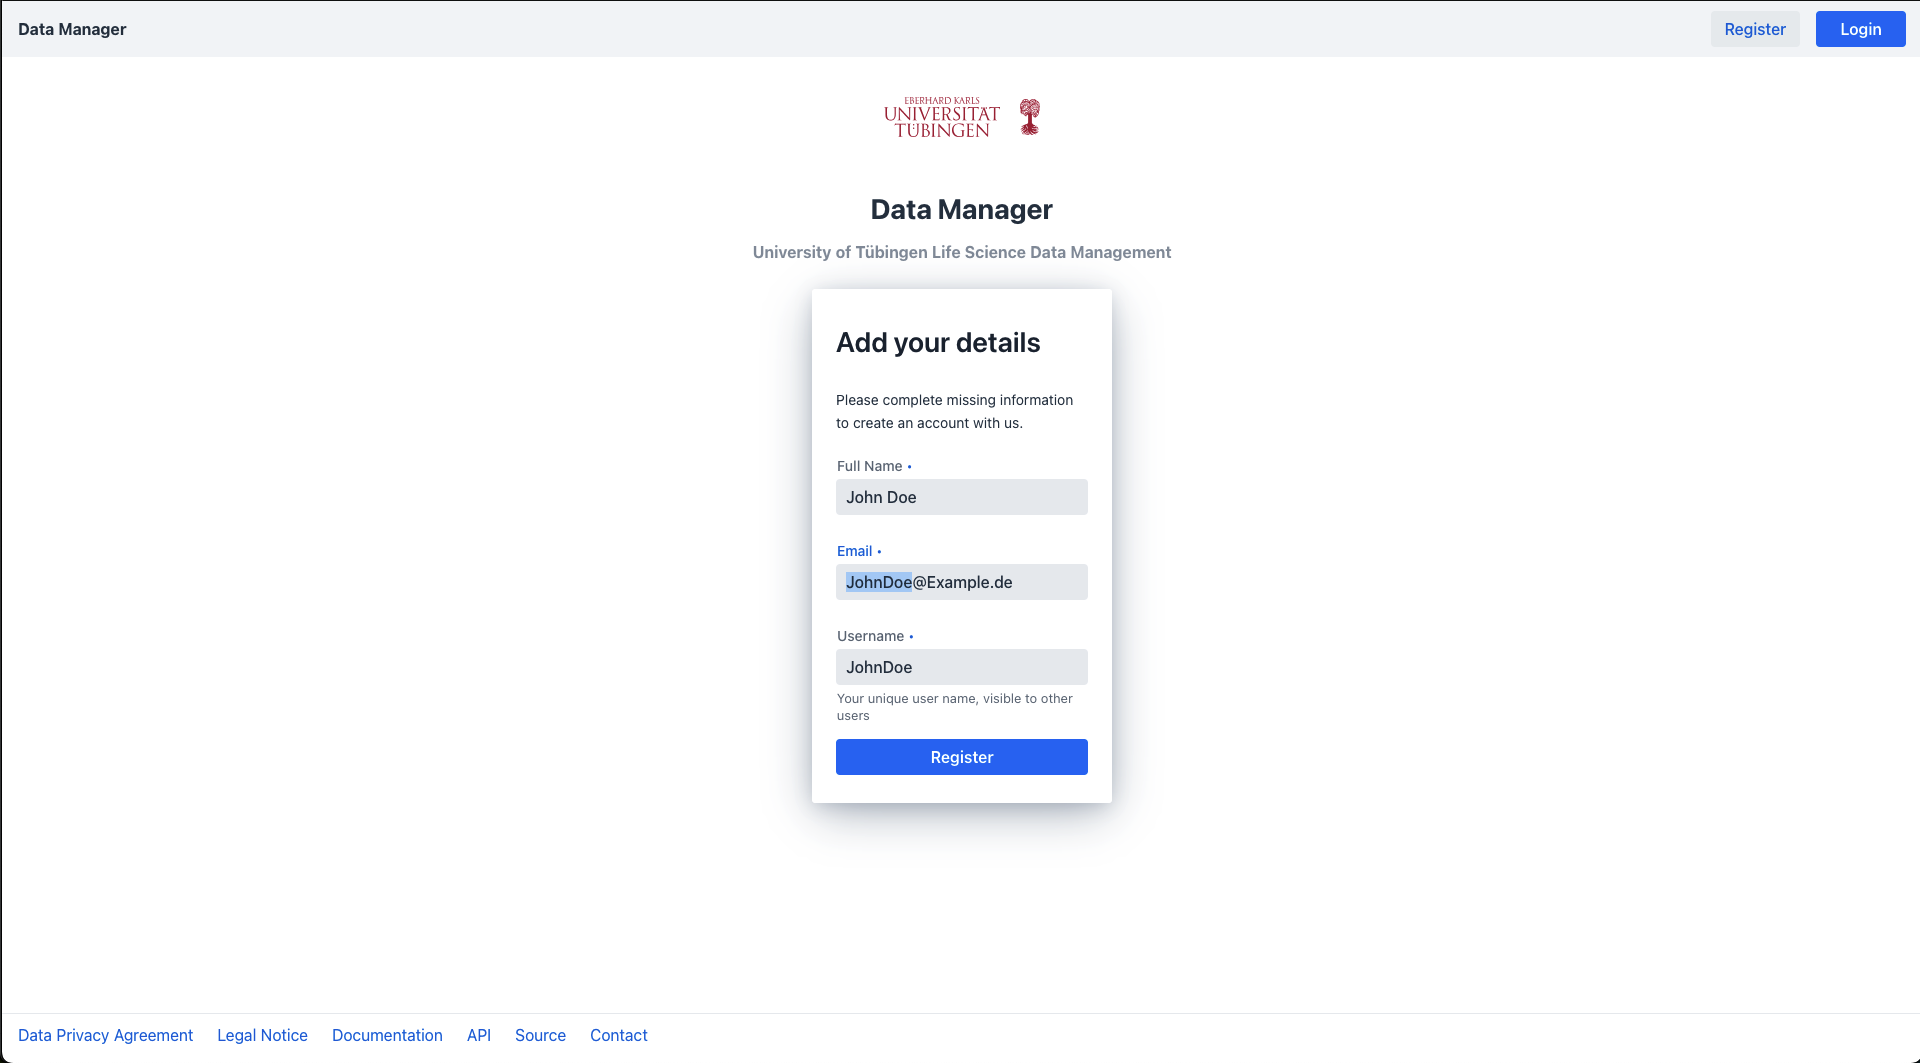 Data Manager
Register
Login
EBERHARD KARLS
UNIVERSITÄT
TÜBINGEN
Data Manager
University of Tübingen Life Science Data Management
Add your details
Please complete missing information
to create an account with us.
Full Name •
John Doe
Email •
JohnDoe@Example.de
Username •
JohnDoe
Your unique user name, visible to other
users
Register
Data Privacy Agreement
Legal Notice
Documentation
API
Source
Contact